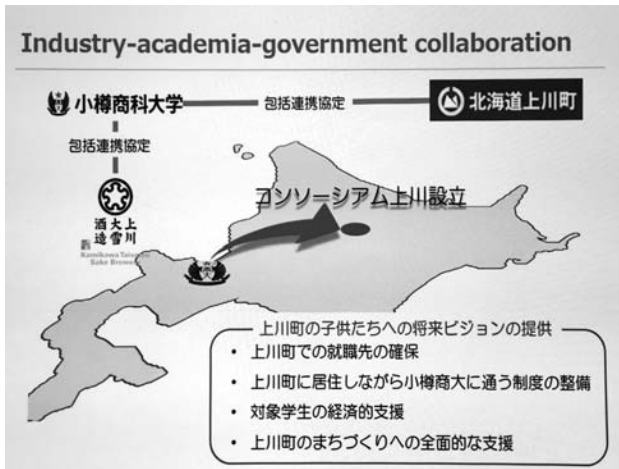 Industry-academia-government collaboration
小樽商科大学
包括連携協定
北海道上川町
包括連携協定
上川
大雪
酒造
Kamikawa Taisetsu
Sake Brewery
コンソーシアム上川設立
上川町の子供たちへの将来ビジョンの提供
• 上川町での就職先の確保
• 上川町に居住しながら小樽商大に通う制度の整備
• 対象学生の経済的支援
• 上川町のまちづくりへの全面的な支援